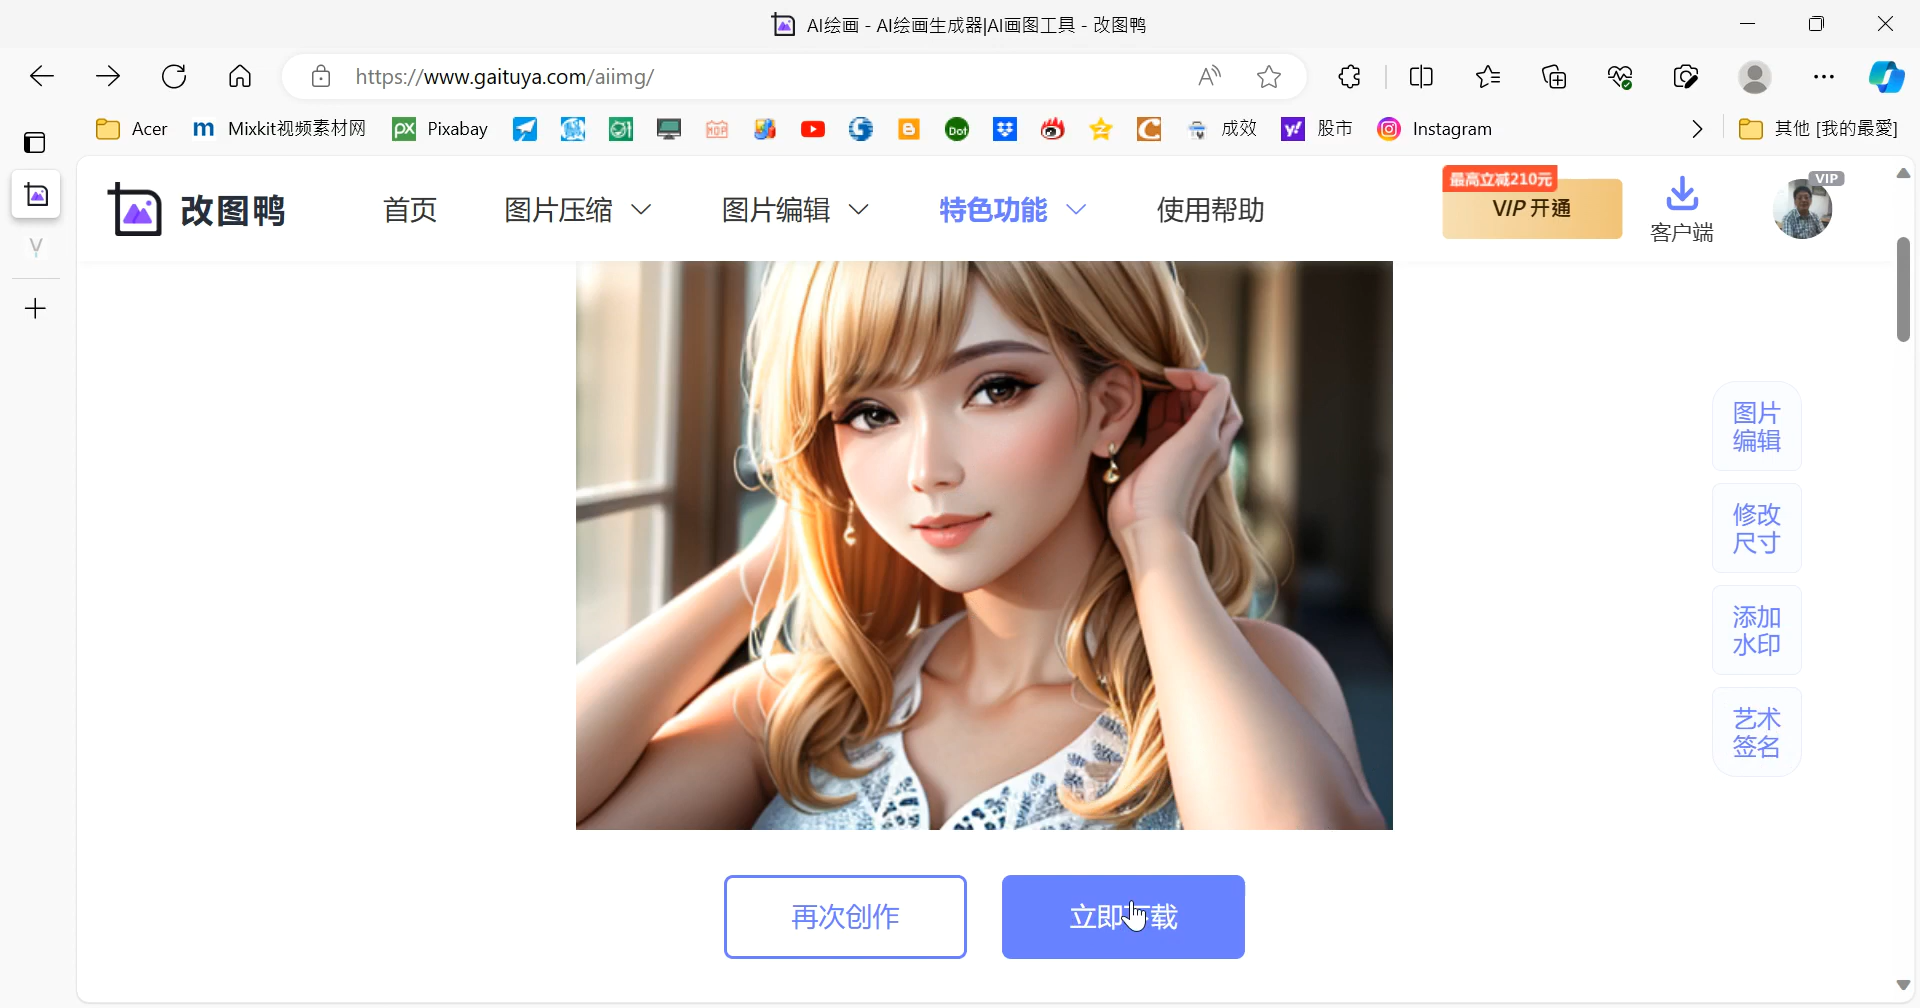 AI绘画 - AI绘画生成器|AI画图工具 - 改图鸭
https://www.gaituya.com/aiimg/
Acer
Mixkit视频素材网
Pixabay
成效
股市
Instagram
其他 [我的最愛]
改图鸭
首页
图片压缩
图片编辑
特色功能
使用帮助
最高立减210元
VIP 开通
客户端
VIP
图片
编辑
修改
尺寸
添加
水印
艺术
签名
再次创作
立即下载